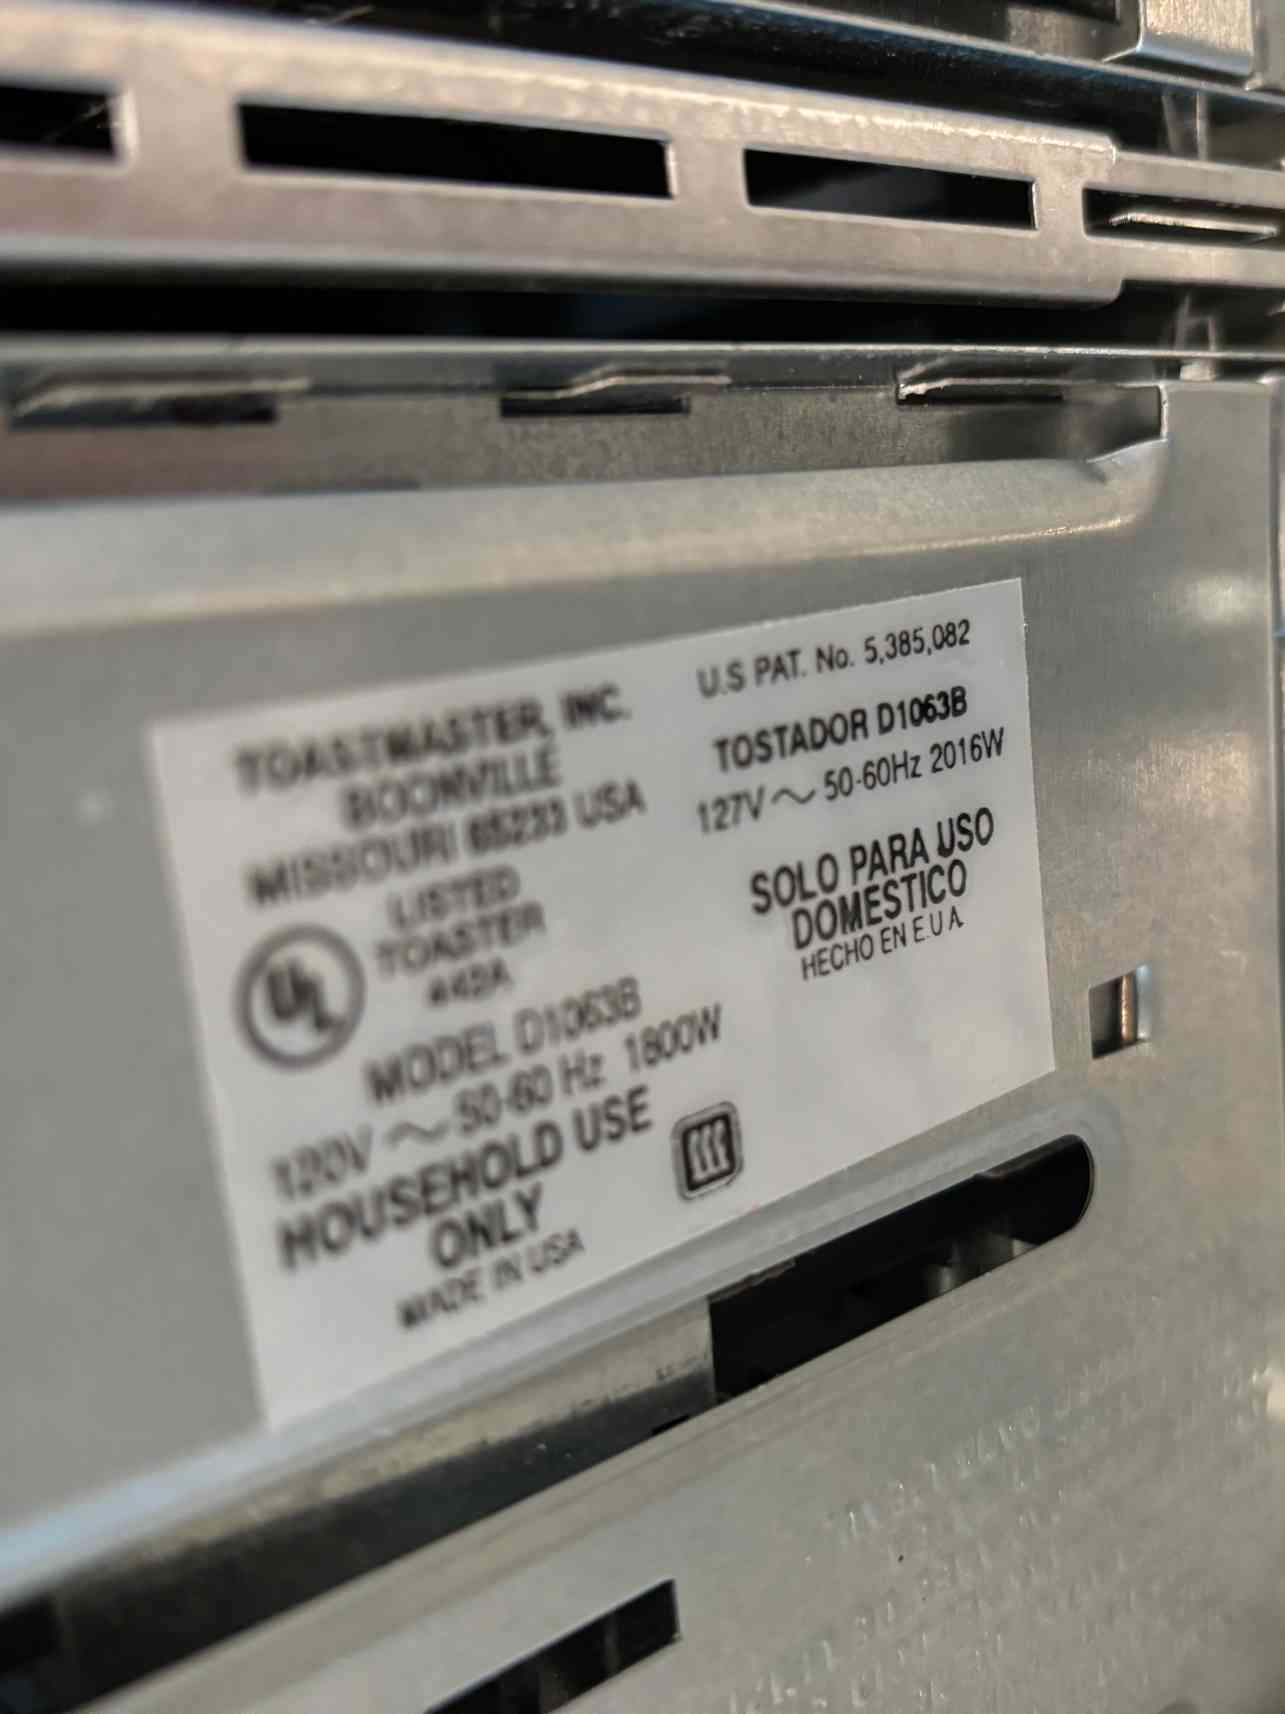 TOASTMASTER, INC.
BOONVILLE
MISSOURI 65233 USA
UL
LISTED
TOASTER
442A
MODEL D1063B
120V ~ 50-60 Hz 1800W
HOUSEHOLD USE
ONLY
MADE IN USA
U.S PAT. No. 5,385,082
TOSTADOR D1063B
127V ~ 50-60Hz 2016W
SOLO PARA USO
DOMESTICO
HECHO EN E.U A.